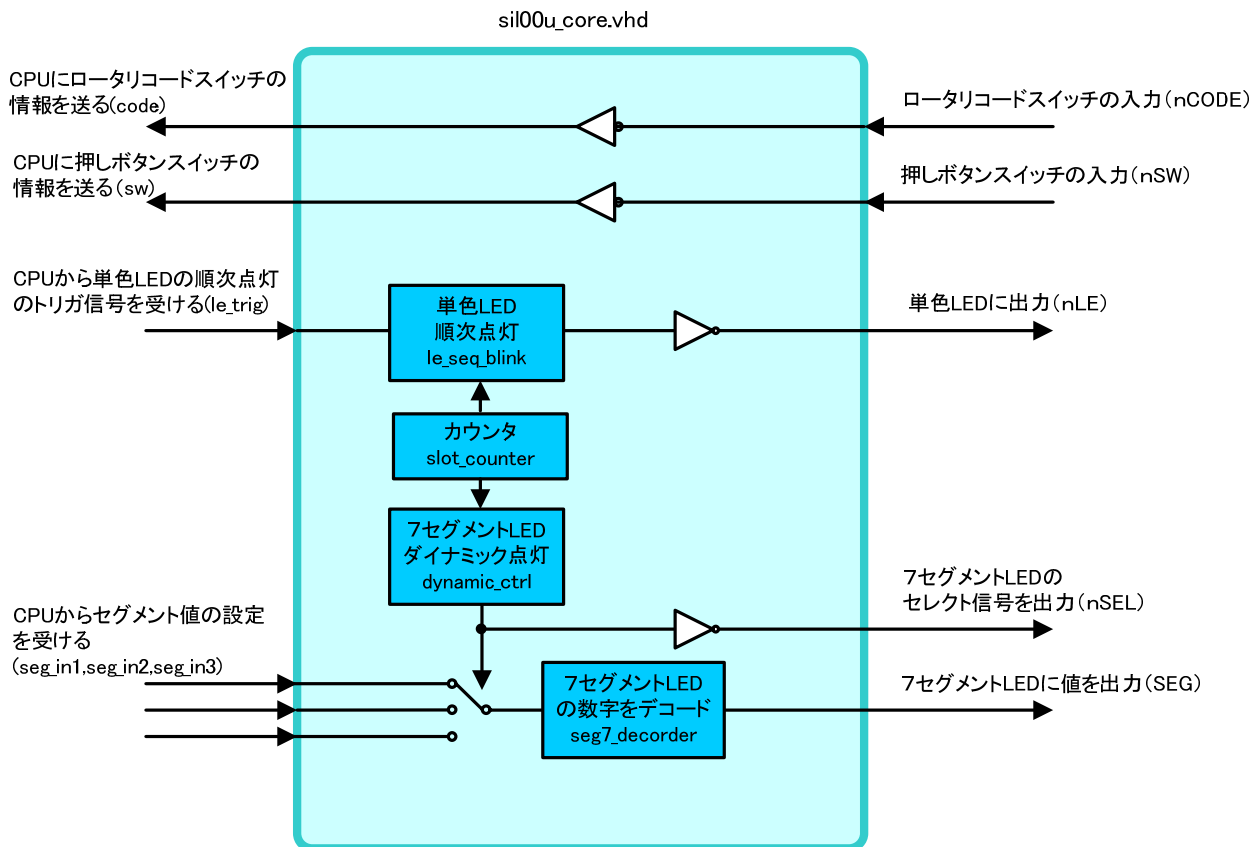 sil00u_core.vhd
CPUにロータリコードスイッチの
情報を送る(code)
ロータリコードスイッチの入力(nCODE)
CPUに押しボタンスイッチの
情報を送る(sw)
押しボタンスイッチの入力(nSW)
CPUから単色LEDの順次点灯
のトリガ信号を受ける(le_trig)
単色LED
順次点灯
le_seq_blink
単色LEDに出力(nLE)
カウンタ
slot_counter
7セグメントLED
ダイナミック点灯
dynamic_ctrl
7セグメントLEDの
セレクト信号を出力(nSEL)
CPUからセグメント値の設定
を受ける
(seg_in1,seg_in2,seg_in3)
7セグメントLED
の数字をデコード
seg7_decorder
7セグメントLEDに値を出力(SEG)